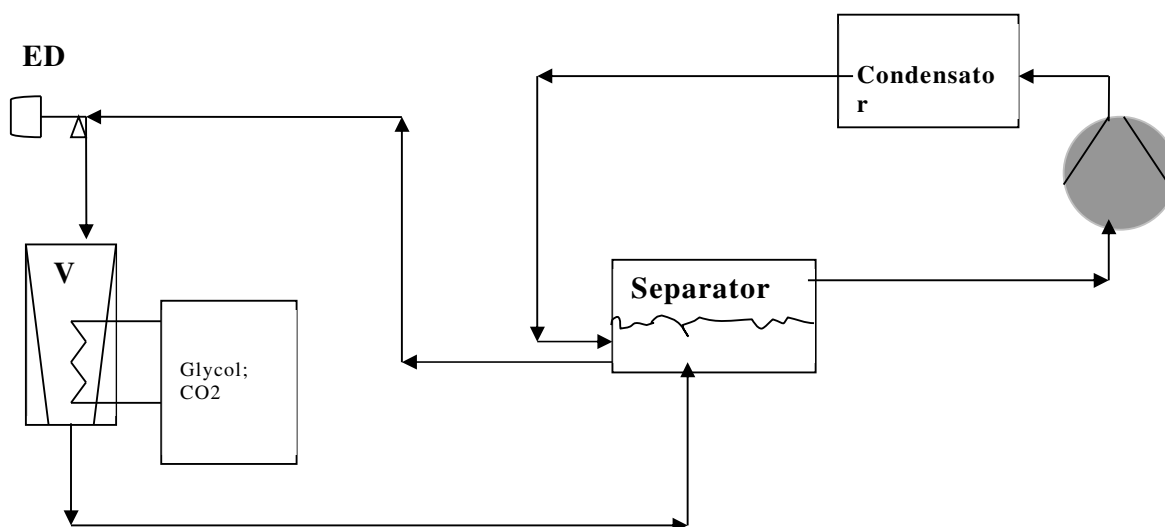 ED
Condensato
r
V
Separator
Glycol;
CO2